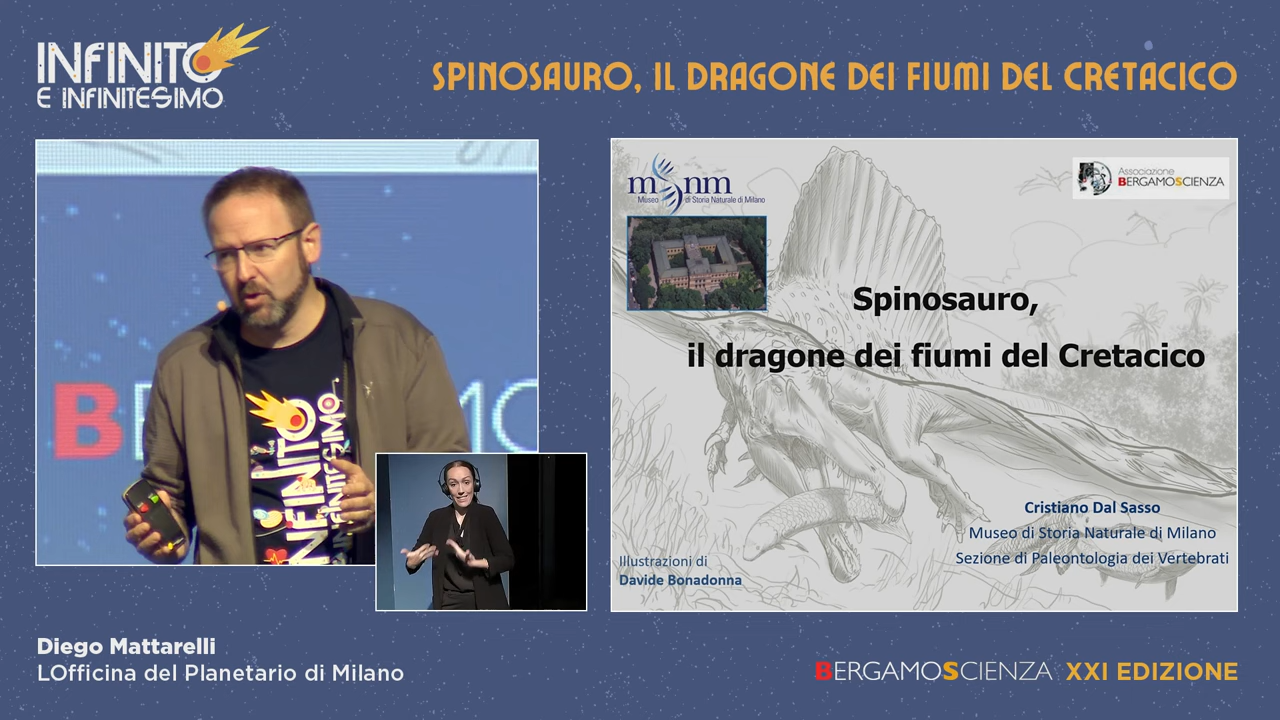 INFINITO
E INFINITESIMO
SPINOSAURO, IL DRAGONE DEI FIUMI DEL CRETACICO
B
INFINITO
E INFINITESIMO
msnm
Museo di Storia Naturale di Milano
Associazione
BERGAMOSCIENZA
Spinosauro,
il dragone dei fiumi del Cretacico
Cristiano Dal Sasso
Museo di Storia Naturale di Milano
Sezione di Paleontologia dei Vertebrati
Illustrazioni di
Davide Bonadonna
Diego Mattarelli
LOfficina del Planetario di Milano
BERGAMOSCIENZA XXI EDIZIONE